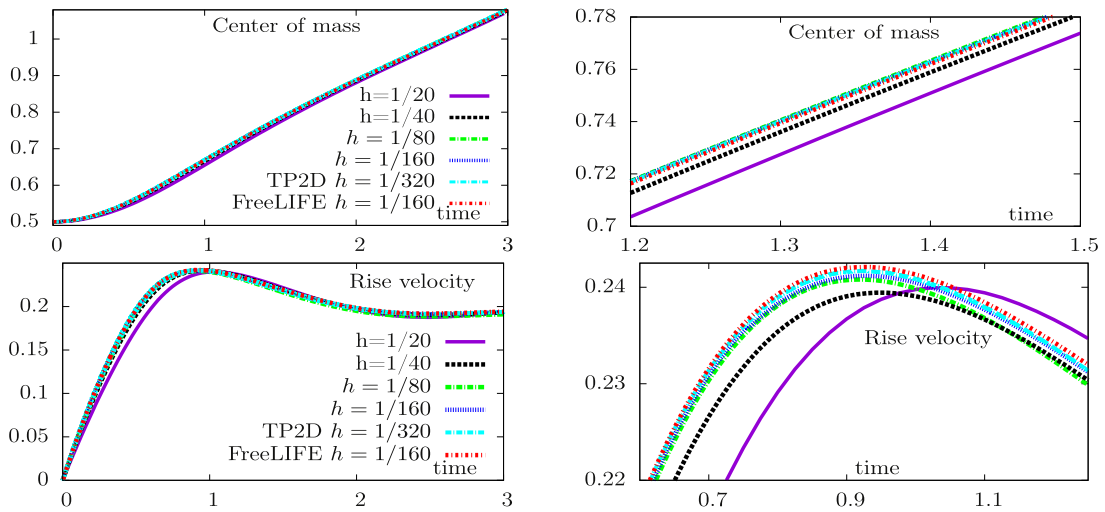 Center of mass
1
0.9
0.8
0.7
0.6
0.5
h=1/20
h=1/40
h = 1/80
h = 1/160
TP2D h = 1/320
FreeLIFE h = 1/160
time
0 1 2 3
Center of mass
0.78
0.76
0.74
0.72
0.7
time
1.2 1.3 1.4 1.5
Rise velocity
0.2
0.15
0.1
0.05
0
h=1/20
h=1/40
h = 1/80
h = 1/160
TP2D h = 1/320
FreeLIFE h = 1/160
time
0 1 2 3
0.24
0.23
0.22
Rise velocity
time
0.7 0.9 1.1